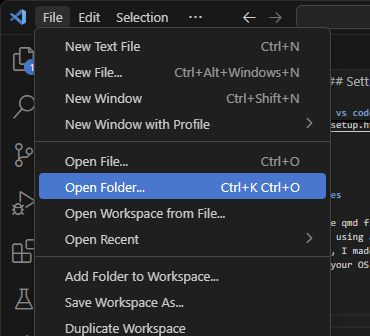 File Edit Selection ...
New Text File Ctrl+N
New File... Ctrl+Alt+Windows+N
New Window Ctrl+Shift+N
New Window with Profile
Open File... Ctrl+O
Open Folder... Ctrl+K Ctrl+O
Open Workspace from File...
Open Recent
Add Folder to Workspace...
Save Workspace As...
Duplicate Workspace
1
## Sett
vs cod
setup.h
es
e qmd f
using
, I made
your OS